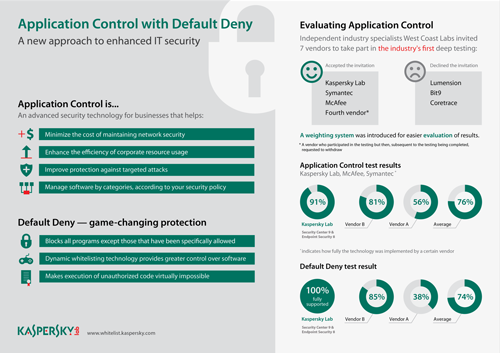 Application Control with Default Deny
A new approach to enhanced IT security
Application Control is...
An advanced security technology for businesses that helps:
Minimize the cost of maintaining network security
Enhance the efficiency of corporate resource usage
Improve protection against targeted attacks
Manage software by categories, according to your security policy
Default Deny — game-changing protection
Blocks all programs except those that have been specifically allowed
Dynamic whitelisting technology provides greater control over software
Makes execution of unauthorized code virtually impossible
KASPERSKY lab
www.whitelist.kaspersky.com
Evaluating Application Control
Independent industry specialists West Coast Labs invited
7 vendors to take part in the industry's first deep testing:
Accepted the invitation
Kaspersky Lab
Symantec
McAfee
Fourth vendor*
Declined the invitation
Lumension
Bit9
Coretrace
A weighting system was introduced for easier evaluation of results.
* A vendor who participated in the testing but then, subsequent to the testing being completed,
requested to withdraw
Application Control test results
Kaspersky Lab, McAfee, Symantec*
91%
81%
56%
76%
Kaspersky Lab
Vendor B
Vendor A
Average
Security Center 9 &
Endpoint Security 8
* indicates how fully the technology was implemented by a certain vendor
Default Deny test result
100%
fully
supported
85%
38%
74%
Kaspersky Lab
Vendor B
Vendor A
Average
Security Center 9 &
Endpoint Security 8